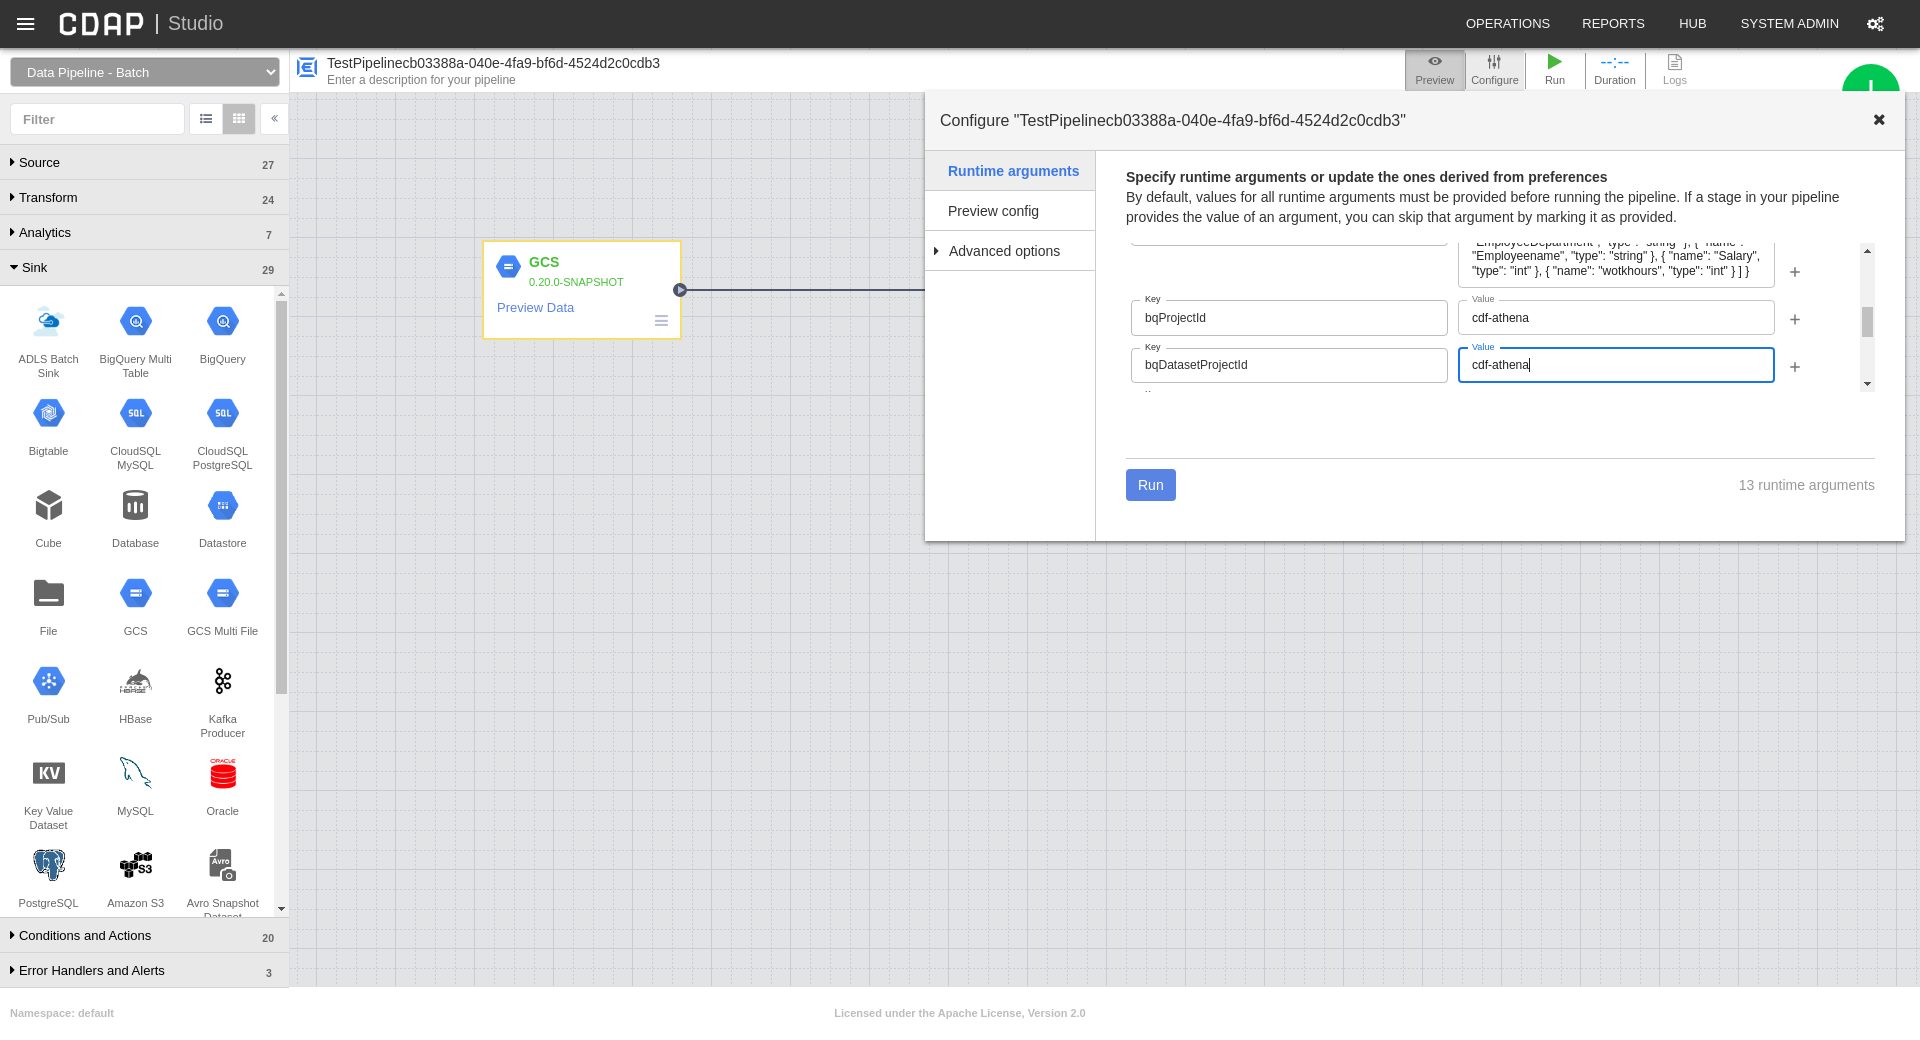 CDAP | Studio
OPERATIONS
REPORTS
HUB
SYSTEM ADMIN
Data Pipeline - Batch
TestPipelinecb03388a-040e-4fa9-bf6d-4524d2c0cdb3
Enter a description for your pipeline
Preview
Configure
Run
--:--
Duration
Logs
Filter
Source
27
Transform
24
Analytics
7
Sink
29
ADLS Batch
Sink
BigQuery Multi
Table
BigQuery
Bigtable
SQL
CloudSQL
MySQL
SQL
CloudSQL
PostgreSQL
Cube
Database
Datastore
File
GCS
GCS Multi File
Pub/Sub
HBASE
HBase
Kafka
Producer
KV
Key Value
Dataset
MySQL
ORACLE
Oracle
PostgreSQL
S3
Amazon S3
Avro
Avro Snapshot
Dataset
Conditions and Actions
20
Error Handlers and Alerts
3
GCS
0.20.0-SNAPSHOT
Preview Data
Configure "TestPipelinecb03388a-040e-4fa9-bf6d-4524d2c0cdb3"
Runtime arguments
Preview config
Advanced options
Specify runtime arguments or update the ones derived from preferences
By default, values for all runtime arguments must be provided before running the pipeline. If a stage in your pipeline
provides the value of an argument, you can skip that argument by marking it as provided.
"EmployeeDepartment", "type": "string" }, { "name":
"Employeename", "type": "string" }, { "name": "Salary",
"type": "int" }, { "name": "wotkhours", "type": "int" } ] }
Key
bqProjectId
Value
cdf-athena
Key
bqDatasetProjectId
Value
cdf-athena
Run
13 runtime arguments
Namespace: default
Licensed under the Apache License, Version 2.0